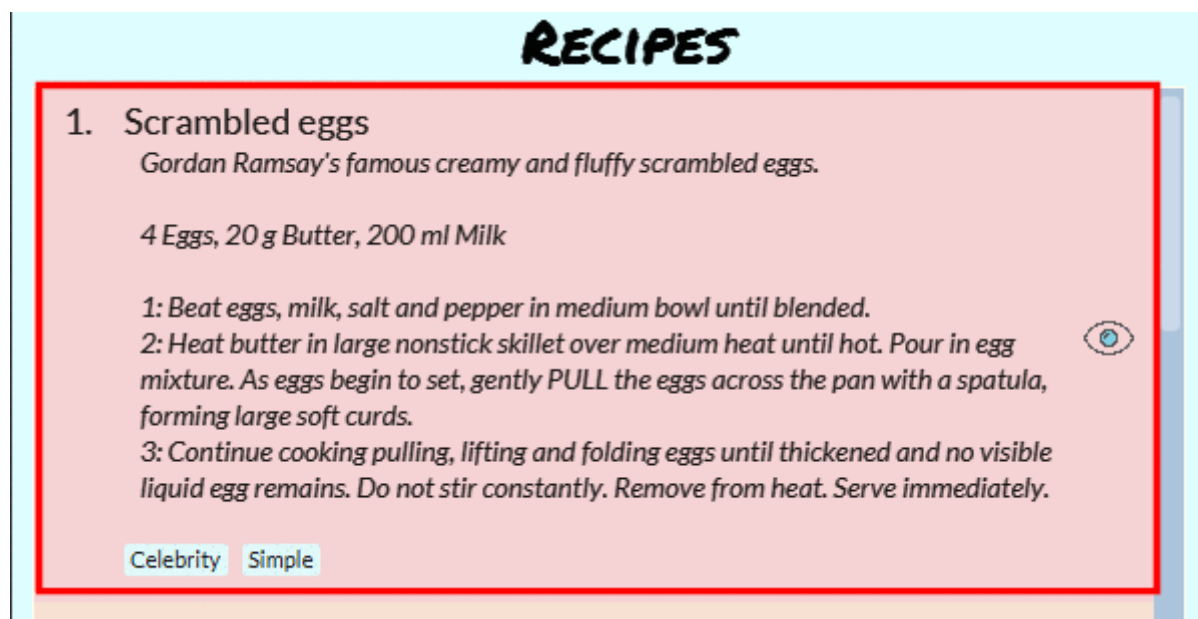 RECIPES
1. Scrambled eggs
Gordan Ramsay's famous creamy and fluffy scrambled eggs.
4 Eggs, 20 g Butter, 200 ml Milk
1: Beat eggs, milk, salt and pepper in medium bowl until blended.
2: Heat butter in large nonstick skillet over medium heat until hot. Pour in egg
mixture. As eggs begin to set, gently PULL the eggs across the pan with a spatula,
forming large soft curds.
3: Continue cooking pulling, lifting and folding eggs until thickened and no visible
liquid egg remains. Do not stir constantly. Remove from heat. Serve immediately.
Celebrity Simple